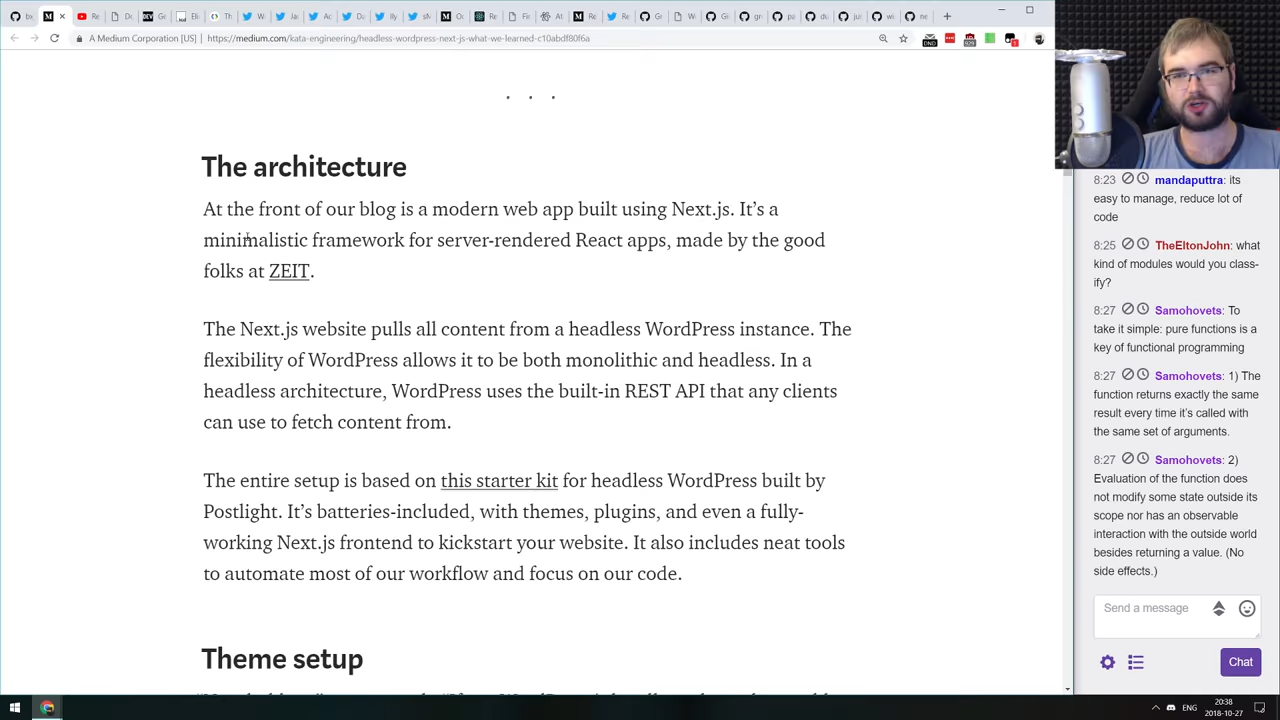 A Medium Corporation [US] | https://medium.com/kata-engineering/headless-wordpress-next-js-what-we-learned-c10abdf80f6a
The architecture
At the front of our blog is a modern web app built using Next.js. It’s a
minimalistic framework for server-rendered React apps, made by the good
folks at ZEIT.
The Next.js website pulls all content from a headless WordPress instance. The
flexibility of WordPress allows it to be both monolithic and headless. In a
headless architecture, WordPress uses the built-in REST API that any clients
can use to fetch content from.
The entire setup is based on this starter kit for headless WordPress built by
Postlight. It’s batteries-included, with themes, plugins, and even a fully-
working Next.js frontend to kickstart your website. It also includes neat tools
to automate most of our workflow and focus on our code.
Theme setup
8:23 mandaputtra: its
easy to manage, reduce lot of
code
8:25 TheEltonJohn: what
kind of modules would you class-
ify?
8:27 Samohovets: To
take it simple: pure functions is a
key of functional programming
8:27 Samohovets: 1) The
function returns exactly the same
result every time it's called with
the same set of arguments.
8:27 Samohovets: 2)
Evaluation of the function does
not modify some state outside its
scope nor has an observable
interaction with the outside world
besides returning a value. (No
side effects.)
Send a message
Chat
ENG
20:38
2018-10-27